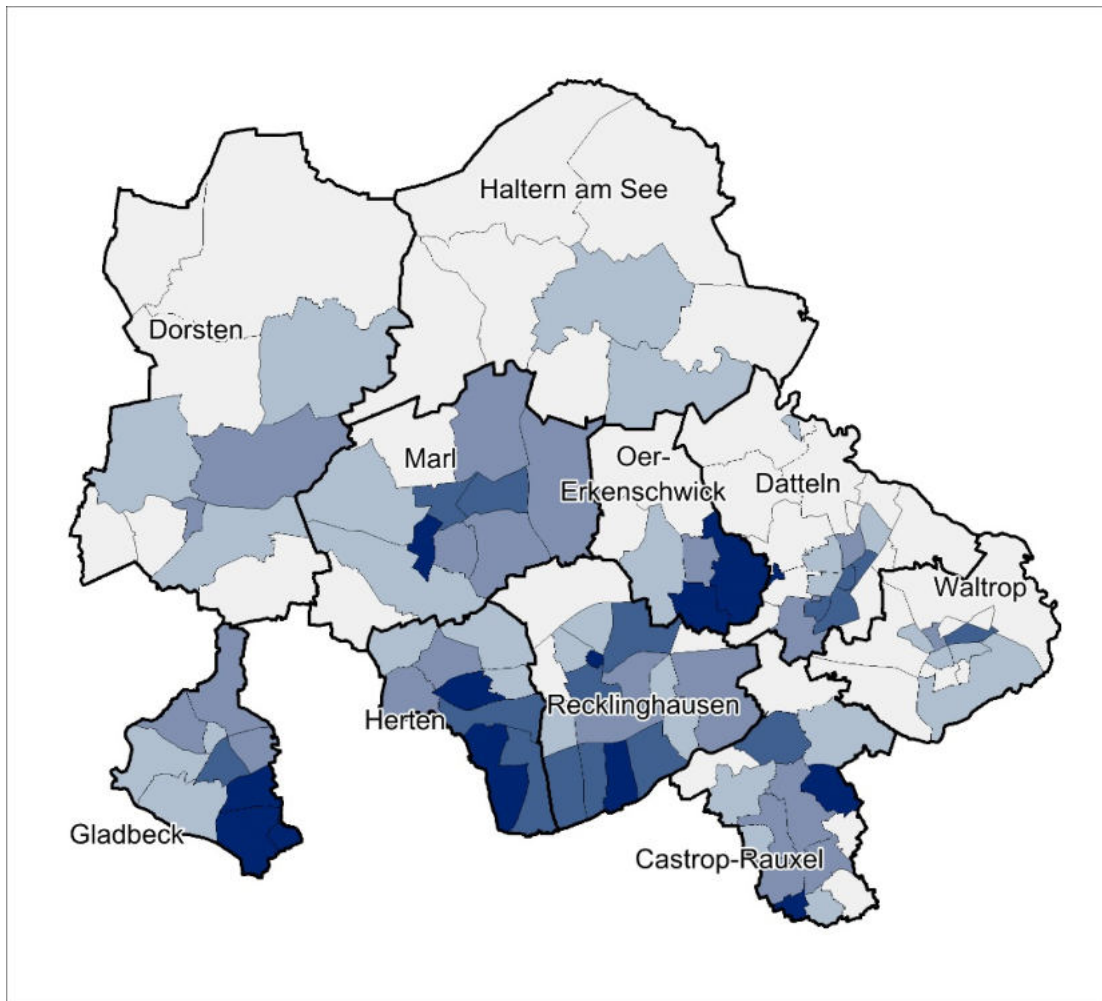 Haltern am See
Dorsten
Marl
Oer-
Erkenschwick
Datteln
Waltrop
Herten
Recklinghausen
Gladbeck
Castrop-Rauxel